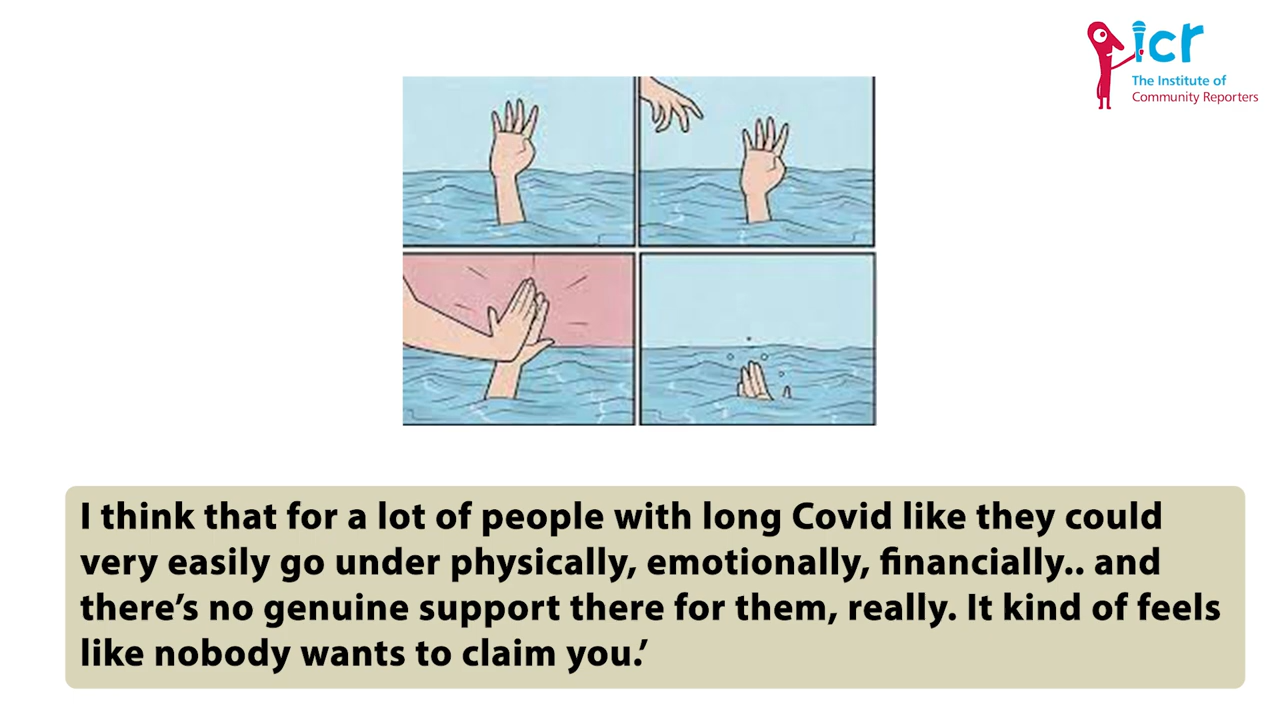 icr
The Institute of
Community Reporters
I think that for a lot of people with long Covid like they could
very easily go under physically, emotionally, financially.. and
there’s no genuine support there for them, really. It kind of feels
like nobody wants to claim you.’